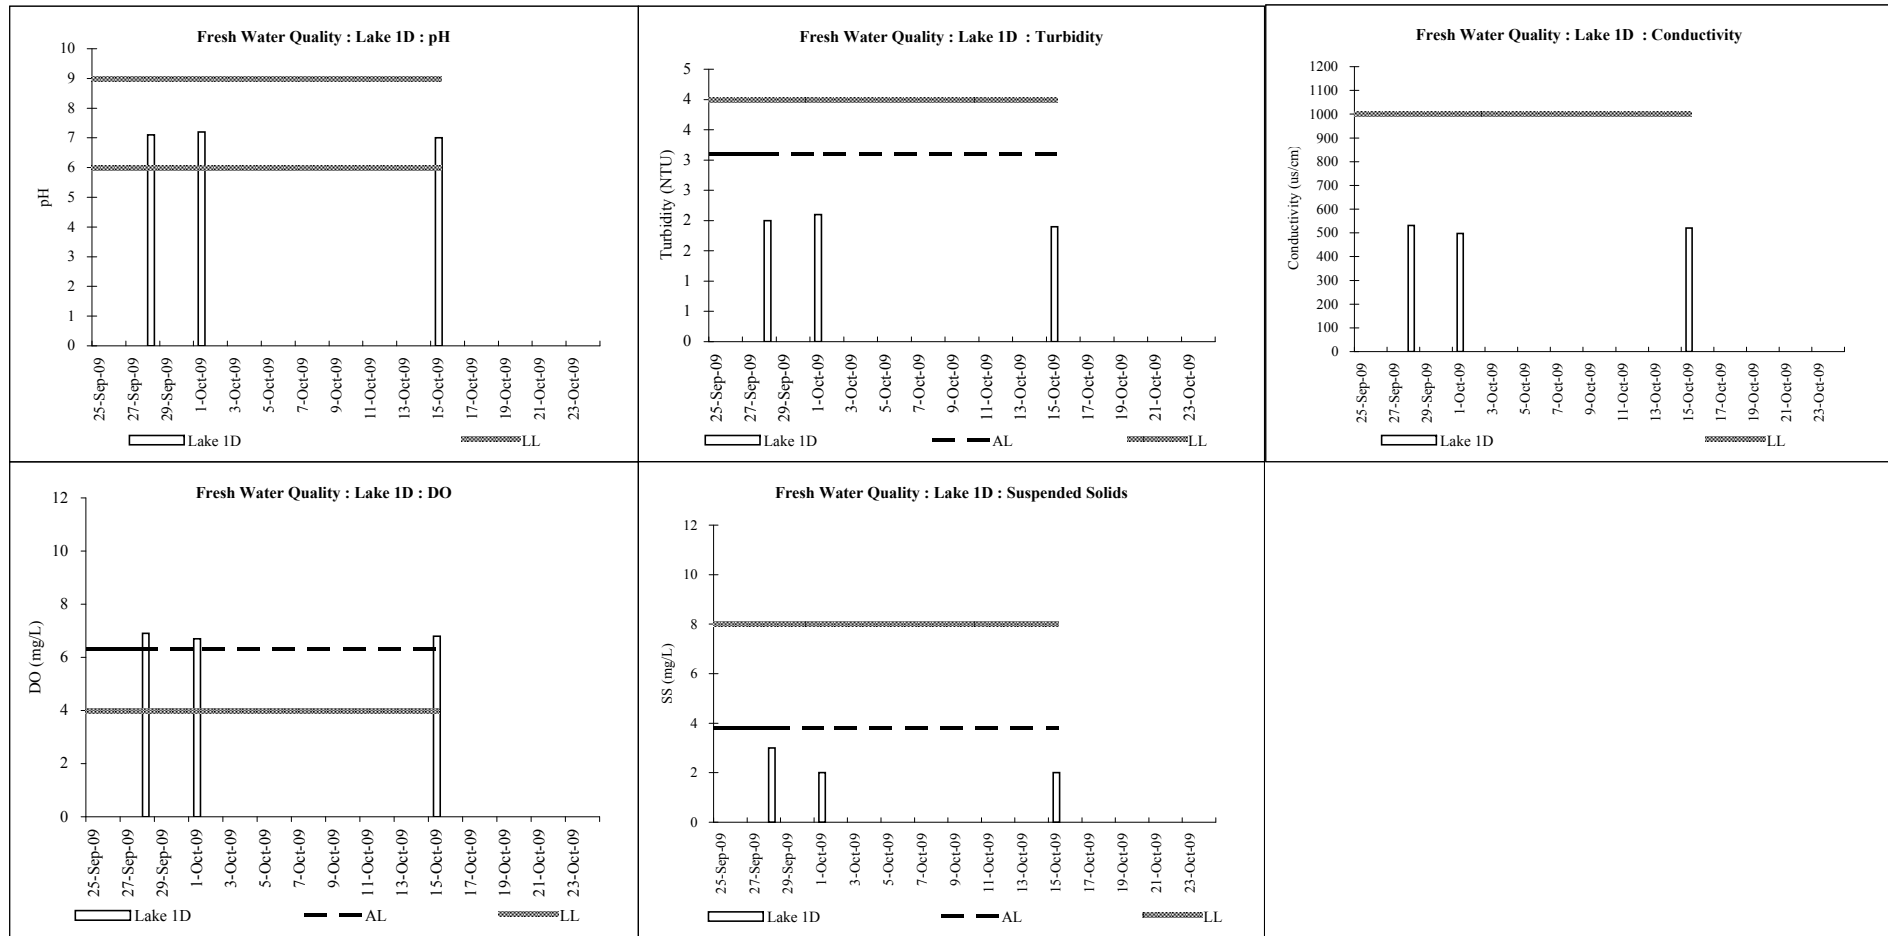 Fresh Water Quality : Lake 1D : pH
10
9
8
7
6
5
4
3
2
1
0
pH
25-Sep-09
27-Sep-09
29-Sep-09
1-Oct-09
3-Oct-09
5-Oct-09
7-Oct-09
9-Oct-09
11-Oct-09
13-Oct-09
15-Oct-09
17-Oct-09
19-Oct-09
21-Oct-09
23-Oct-09
Lake 1D LL
Fresh Water Quality : Lake 1D : Turbidity
5
4
4
3
3
2
2
1
1
0
Turbidity (NTU)
25-Sep-09
27-Sep-09
29-Sep-09
1-Oct-09
3-Oct-09
5-Oct-09
7-Oct-09
9-Oct-09
11-Oct-09
13-Oct-09
15-Oct-09
17-Oct-09
19-Oct-09
21-Oct-09
23-Oct-09
Lake 1D AL LL
Fresh Water Quality : Lake 1D : Conductivity
1200
1100
1000
900
800
700
600
500
400
300
200
100
0
Conductivity (us/cm)
25-Sep-09
27-Sep-09
29-Sep-09
1-Oct-09
3-Oct-09
5-Oct-09
7-Oct-09
9-Oct-09
11-Oct-09
13-Oct-09
15-Oct-09
17-Oct-09
19-Oct-09
21-Oct-09
23-Oct-09
Lake 1D LL
Fresh Water Quality : Lake 1D : DO
12
10
8
6
4
2
0
DO (mg/L)
25-Sep-09
27-Sep-09
29-Sep-09
1-Oct-09
3-Oct-09
5-Oct-09
7-Oct-09
9-Oct-09
11-Oct-09
13-Oct-09
15-Oct-09
17-Oct-09
19-Oct-09
21-Oct-09
23-Oct-09
Lake 1D AL LL
Fresh Water Quality : Lake 1D : Suspended Solids
12
10
8
6
4
2
0
SS (mg/L)
25-Sep-09
27-Sep-09
29-Sep-09
1-Oct-09
3-Oct-09
5-Oct-09
7-Oct-09
9-Oct-09
11-Oct-09
13-Oct-09
15-Oct-09
17-Oct-09
19-Oct-09
21-Oct-09
23-Oct-09
Lake 1D AL LL